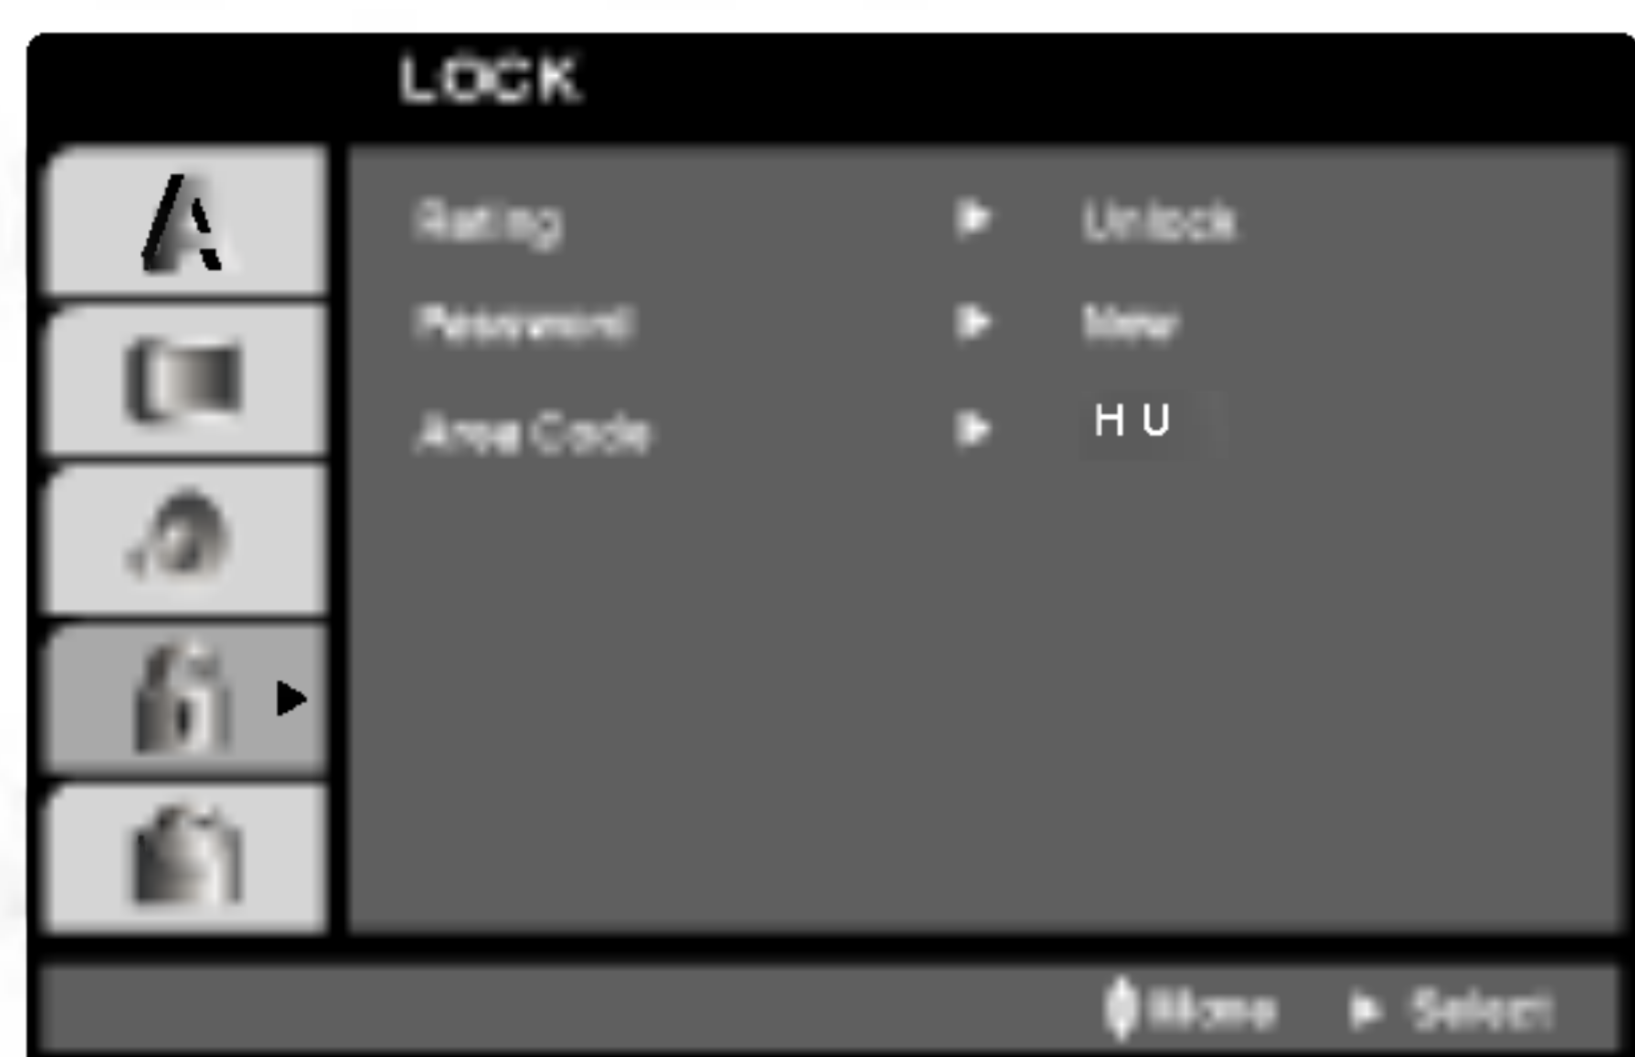 LOCK
Rating ▶ Unlock
Password ▶ New
Area Code ▶ H U
Move ▶ Select